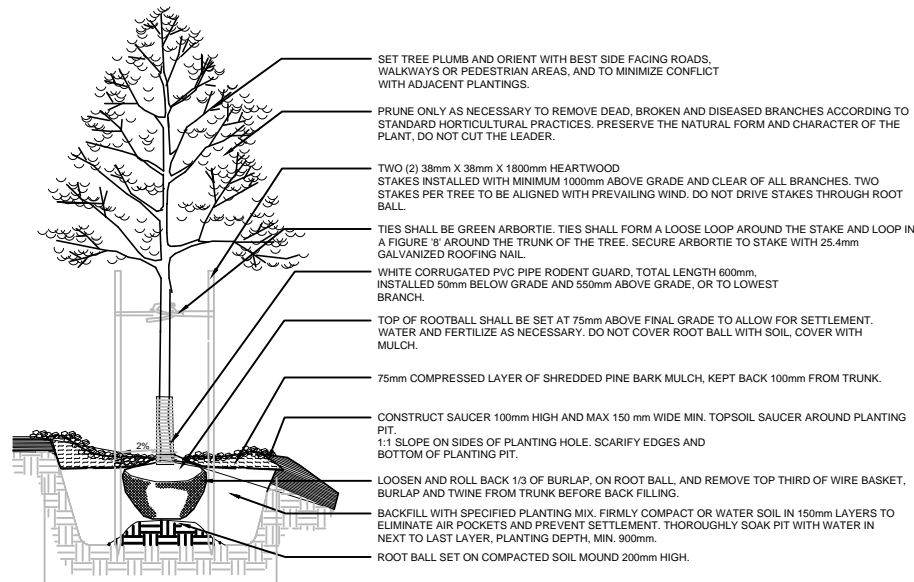 SET TREE PLUMB AND ORIENT WITH BEST SIDE FACING ROADS,
WALKWAYS OR PEDESTRIAN AREAS, AND TO MINIMIZE CONFLICT
WITH ADJACENT PLANTINGS.
PRUNE ONLY AS NECESSARY TO REMOVE DEAD, BROKEN AND DISEASED BRANCHES ACCORDING TO
STANDARD HORTICULTURAL PRACTICES. PRESERVE THE NATURAL FORM AND CHARACTER OF THE
PLANT, DO NOT CUT THE LEADER.
TWO (2) 38mm X 38mm X 1800mm HEARTWOOD
STAKES INSTALLED WITH MINIMUM 1000mm ABOVE GRADE AND CLEAR OF ALL BRANCHES. TWO
STAKES PER TREE TO BE ALIGNED WITH PREVAILING WIND. DO NOT DRIVE STAKES THROUGH ROOT
BALL.
TIES SHALL BE GREEN ARBORTIE. TIES SHALL FORM A LOOSE LOOP AROUND THE STAKE AND LOOP IN
A FIGURE '8' AROUND THE TRUNK OF THE TREE. SECURE ARBORTIE TO STAKE WITH 25.4mm
GALVANIZED ROOFING NAIL.
WHITE CORRUGATED PVC PIPE RODENT GUARD, TOTAL LENGTH 600mm,
INSTALLED 50mm BELOW GRADE AND 550mm ABOVE GRADE, OR TO LOWEST
BRANCH.
TOP OF ROOTBALL SHALL BE SET AT 75mm ABOVE FINAL GRADE TO ALLOW FOR SETTLEMENT.
WATER AND FERTILIZE AS NECESSARY. DO NOT COVER ROOT BALL WITH SOIL, COVER WITH
MULCH.
75mm COMPRESSED LAYER OF SHREDDED PINE BARK MULCH, KEPT BACK 100mm FROM TRUNK.
CONSTRUCT SAUCER 100mm HIGH AND MAX 150 mm WIDE MIN. TOPSOIL SAUCER AROUND PLANTING
PIT.
1:1 SLOPE ON SIDES OF PLANTING HOLE. SCARIFY EDGES AND
BOTTOM OF PLANTING PIT.
2%
LOOSEN AND ROLL BACK 1/3 OF BURLAP, ON ROOT BALL, AND REMOVE TOP THIRD OF WIRE BASKET,
BURLAP AND TWINE FROM TRUNK BEFORE BACK FILLING.
BACKFILL WITH SPECIFIED PLANTING MIX. FIRMLY COMPACT OR WATER SOIL IN 150mm LAYERS TO
ELIMINATE AIR POCKETS AND PREVENT SETTLEMENT. THOROUGHLY SOAK PIT WITH WATER IN
NEXT TO LAST LAYER, PLANTING DEPTH, MIN. 900mm.
ROOT BALL SET ON COMPACTED SOIL MOUND 200mm HIGH.